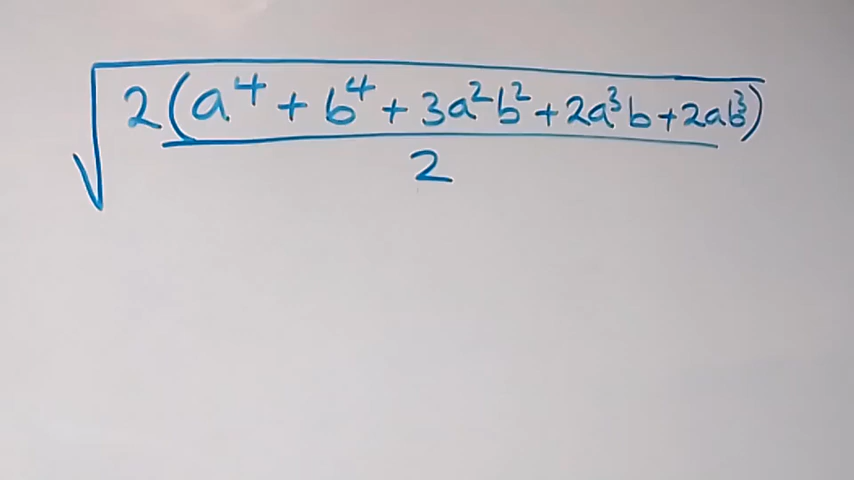 √(2(a⁴ + b⁴ + 3a²b² + 2a³b + 2ab³)
2